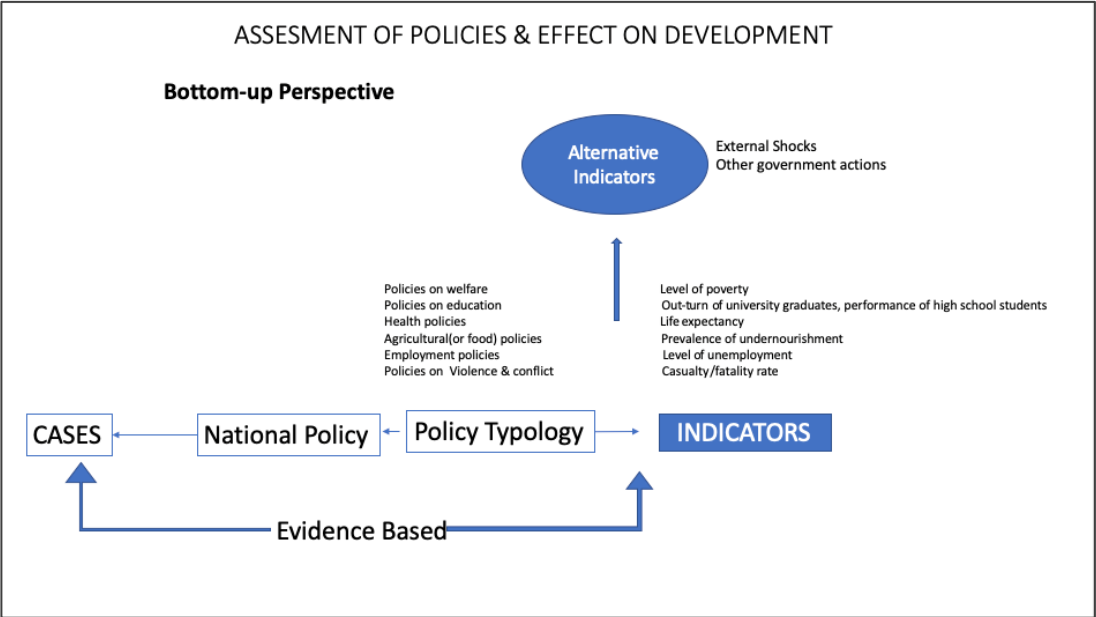 ASSESMENT OF POLICIES & EFFECT ON DEVELOPMENT
Bottom-up Perspective
Alternative
Indicators
External Shocks
Other government actions
Policies on welfare
Policies on education
Health policies
Agricultural(or food) policies
Employment policies
Policies on Violence & conflict
Level of poverty
Out-turn of university graduates, performance of high school students
Life expectancy
Prevalence of undernourishment
Level of unemployment
Casualty/fatality rate
CASES
National Policy
Policy Typology
INDICATORS
Evidence Based